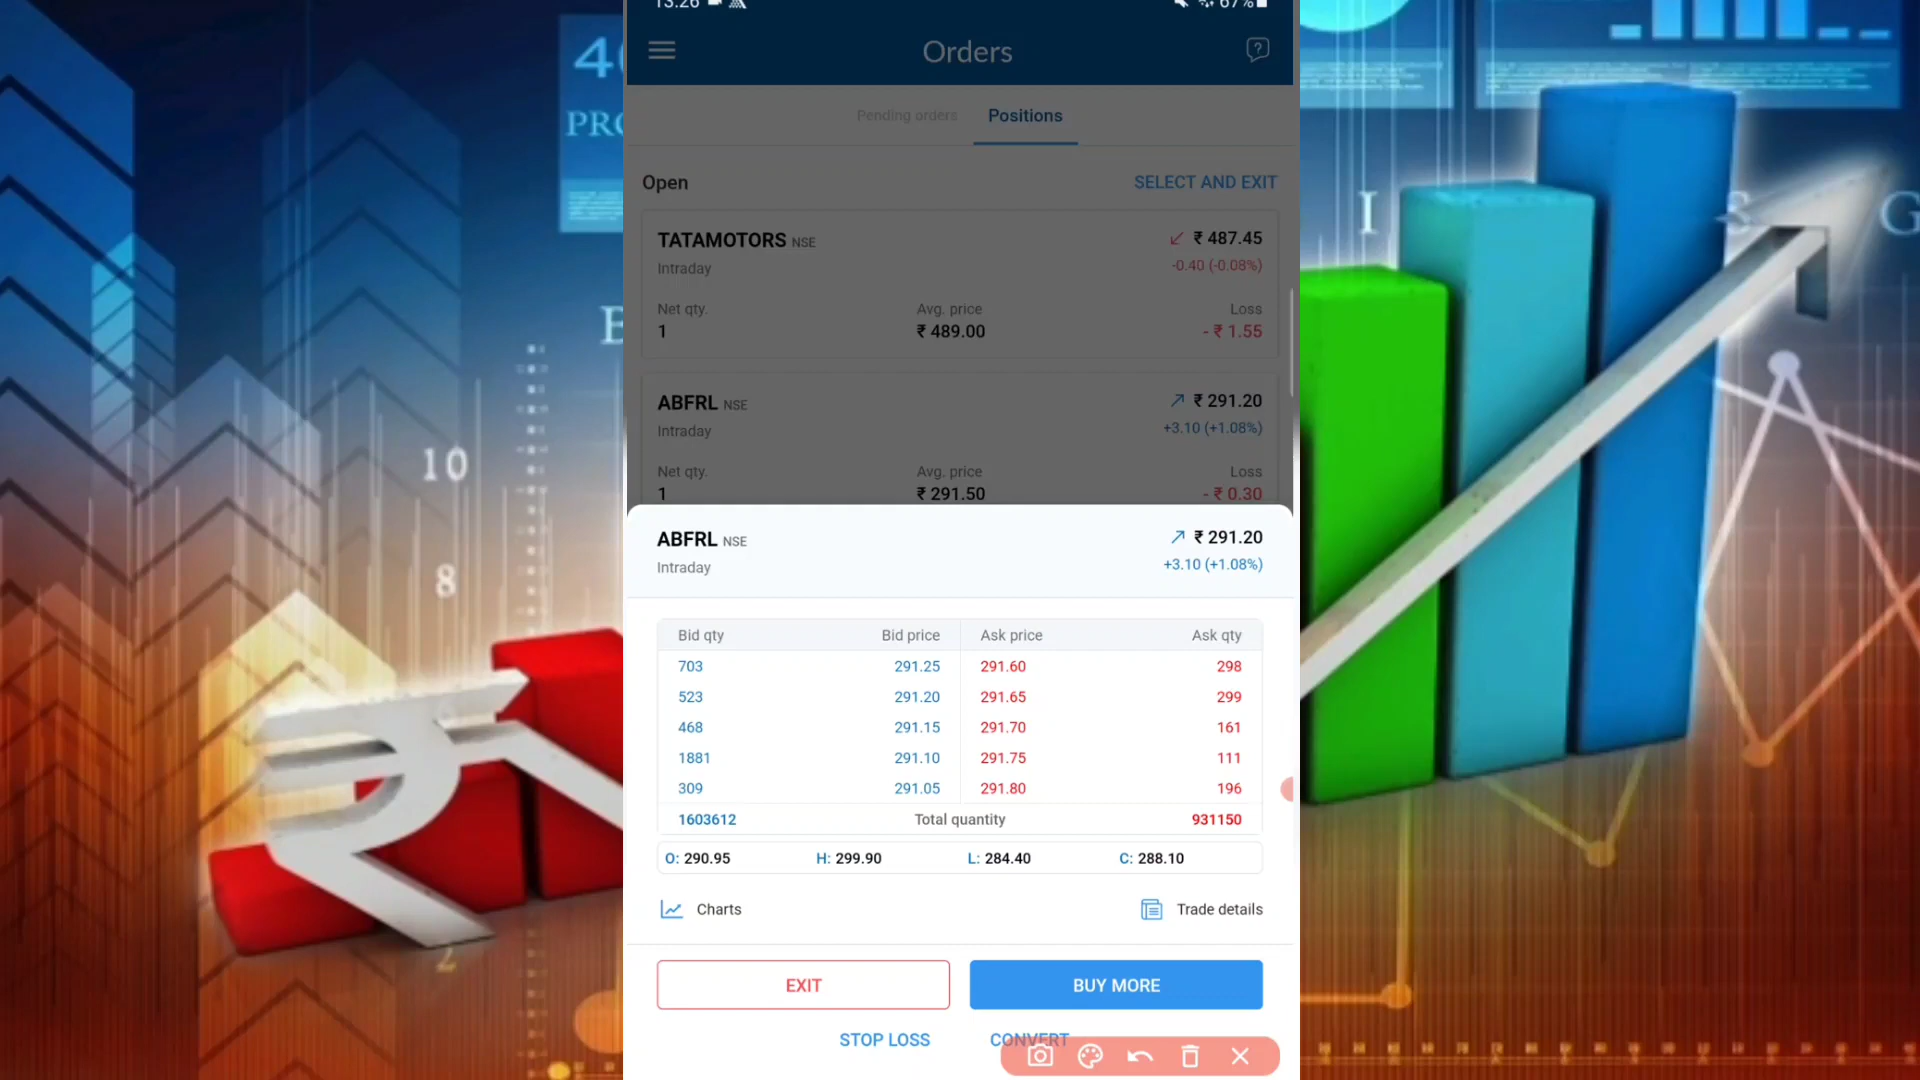 13:26
67%
Orders
Pending orders
Positions
Open
SELECT AND EXIT
TATAMOTORS NSE
₹ 487.45
Intraday
-0.40 (-0.08%)
Net qty.
Avg. price
Loss
1
₹ 489.00
- ₹ 1.55
ABFRL NSE
₹ 291.20
Intraday
+3.10 (+1.08%)
Net qty.
Avg. price
Loss
1
₹ 291.50
- ₹ 0.30
ABFRL NSE
₹ 291.20
Intraday
+3.10 (+1.08%)
Bid qty
Bid price
Ask price
Ask qty
703
291.25
291.60
298
523
291.20
291.65
299
468
291.15
291.70
161
1881
291.10
291.75
111
309
291.05
291.80
196
1603612
Total quantity
931150
O: 290.95
H: 299.90
L: 284.40
C: 288.10
Charts
Trade details
EXIT
BUY MORE
STOP LOSS
CONVERT
10
8
2